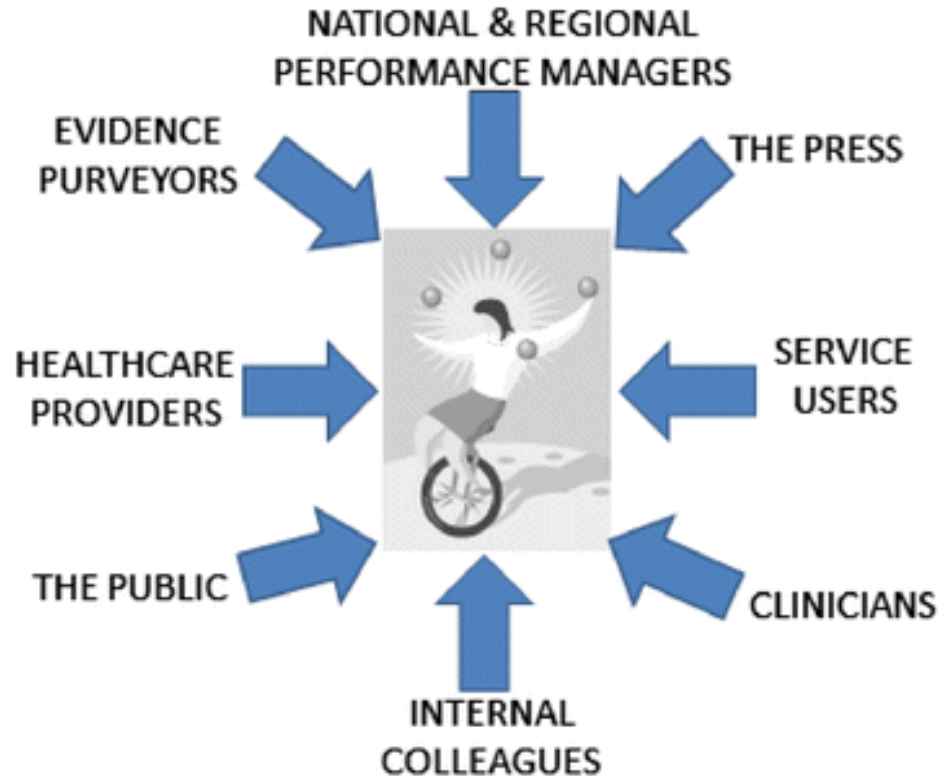 NATIONAL & REGIONAL
PERFORMANCE MANAGERS
EVIDENCE
PURVEYORS
THE PRESS
HEALTHCARE
PROVIDERS
SERVICE
USERS
THE PUBLIC
CLINICIANS
INTERNAL
COLLEAGUES